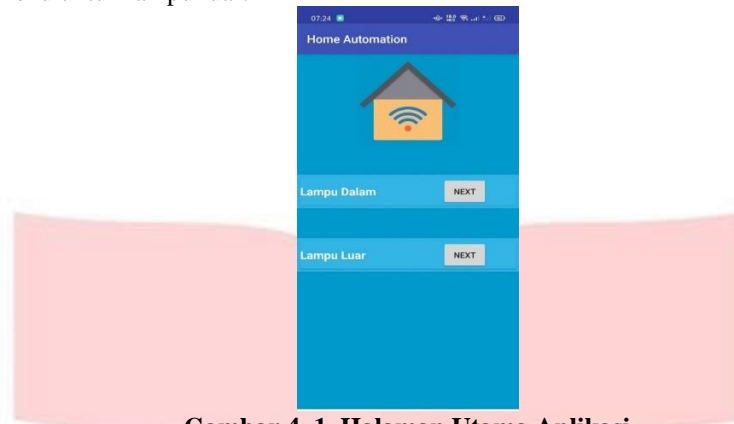 07:24
Home Automation
Lampu Dalam NEXT
Lampu Luar NEXT
Gambar 4. 1. Halaman Utama Aplikasi